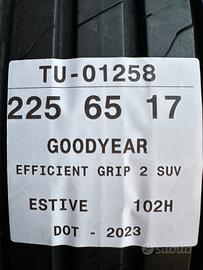 TU-01258
225 65 17
GOODYEAR
EFFICIENT GRIP 2 SUV
ESTIVE 102H
DOT - 2023
subito